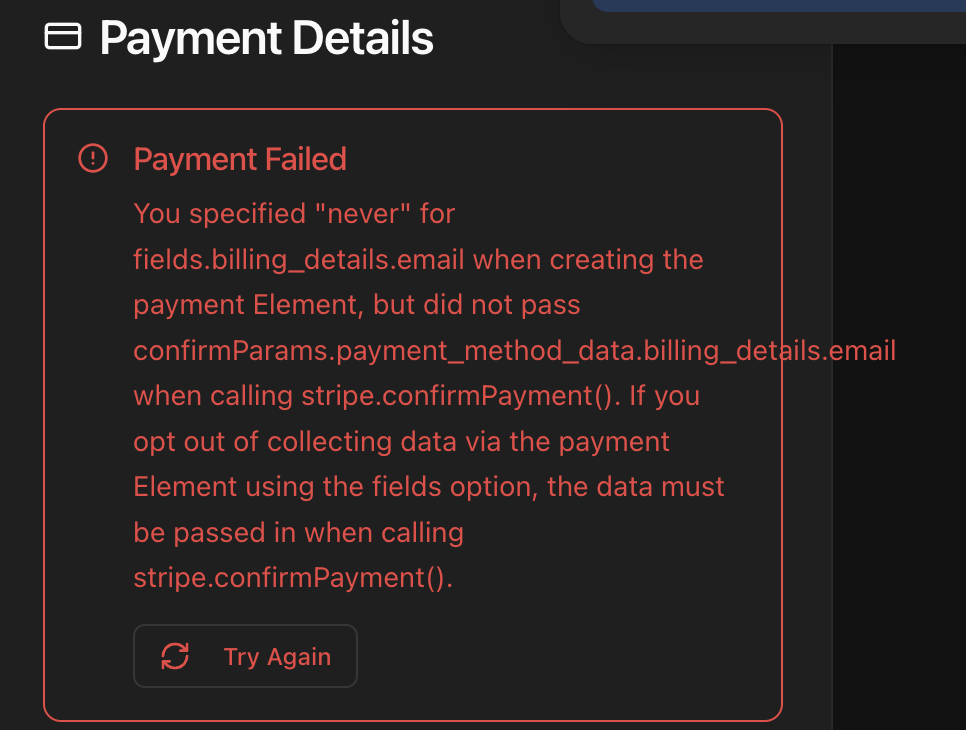 Payment Details
Payment Failed
You specified "never" for
fields.billing_details.email when creating the
payment Element, but did not pass
confirmParams.payment_method_data.billing_details.email
when calling stripe.confirmPayment(). If you
opt out of collecting data via the payment
Element using the fields option, the data must
be passed in when calling
stripe.confirmPayment().
Try Again